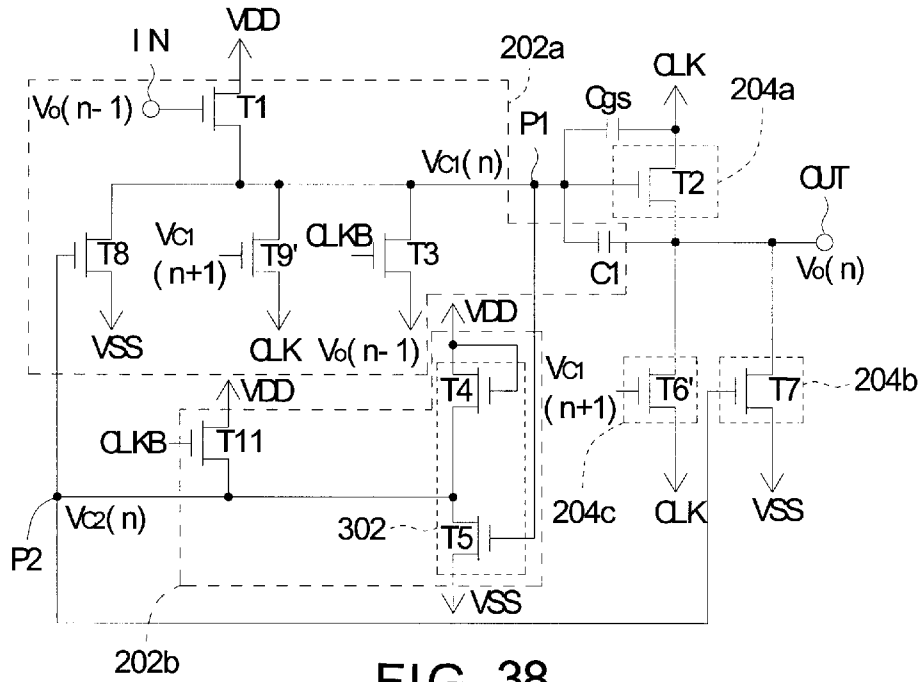 IN
VDD
202a
CLK
Cgs
204a
Vo(n-1)
T1
P1
VC1(n)
T2
OUT
T8
VC1
(n+1)
T9'
CLKB
T3
C1
Vo(n)
VSS
CLK
Vo(n-1)
VDD
VDD
T4
VC1
(n+1)
T6'
T7
204b
CLKB
T11
P2
VC2(n)
302
T5
204c
CLK
VSS
VSS
202b
FIG. 38